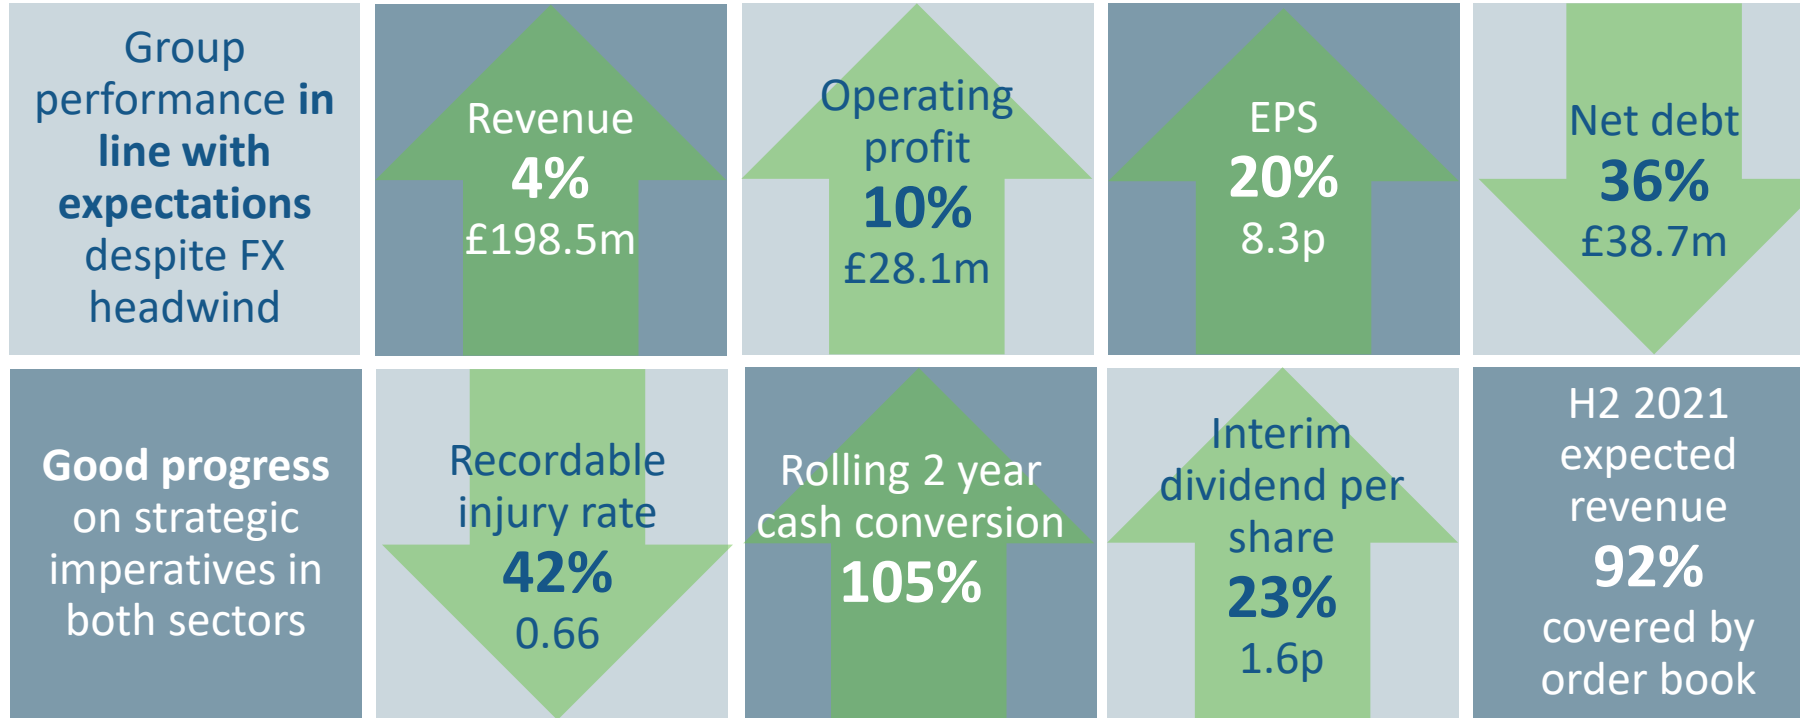 Group
performance in
line with
expectations
despite FX
headwind
Revenue
4%
£198.5m
Operating
profit
10%
£28.1m
EPS
20%
8.3p
Net debt
36%
£38.7m
Good progress
on strategic
imperatives in
both sectors
Recordable
injury rate
42%
0.66
Rolling 2 year
cash conversion
105%
Interim
dividend per
share
23%
1.6p
H2 2021
expected
revenue
92%
covered by
order book